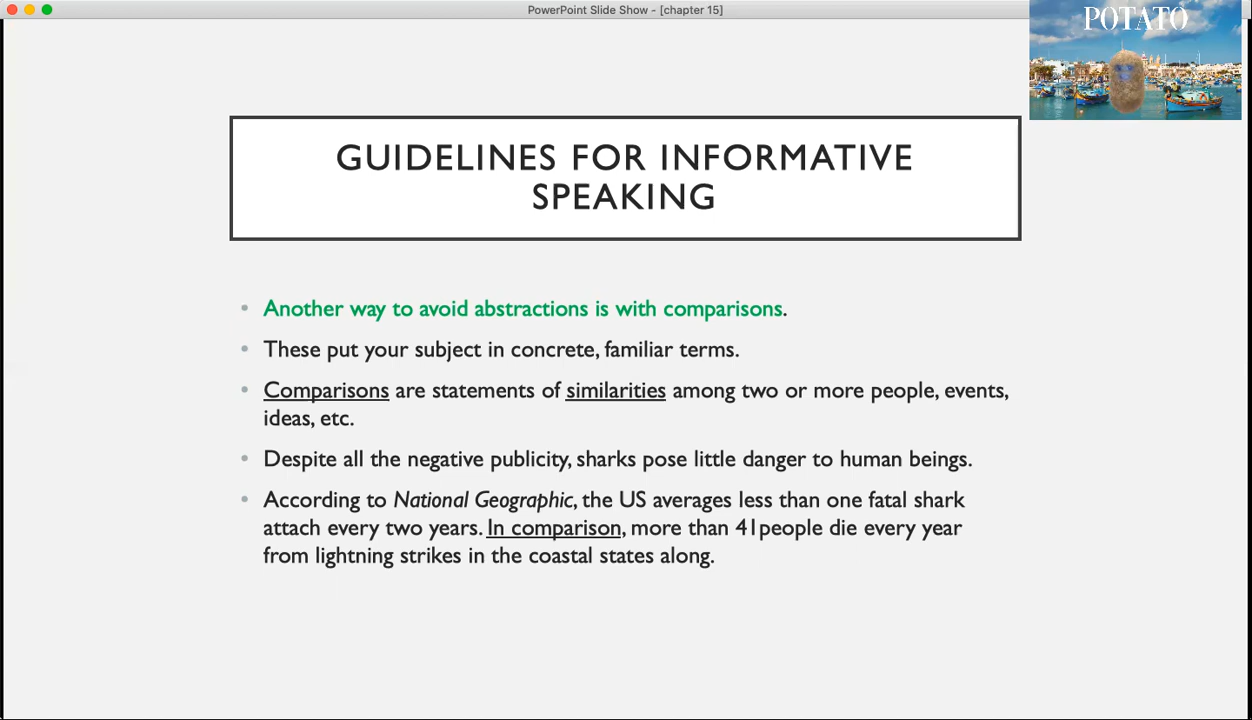 PowerPoint Slide Show - [chapter 15]
POTATO
GUIDELINES FOR INFORMATIVE
SPEAKING
• Another way to avoid abstractions is with comparisons.
• These put your subject in concrete, familiar terms.
• Comparisons are statements of similarities among two or more people, events,
ideas, etc.
• Despite all the negative publicity, sharks pose little danger to human beings.
• According to National Geographic, the US averages less than one fatal shark
attach every two years. In comparison, more than 41people die every year
from lightning strikes in the coastal states along.